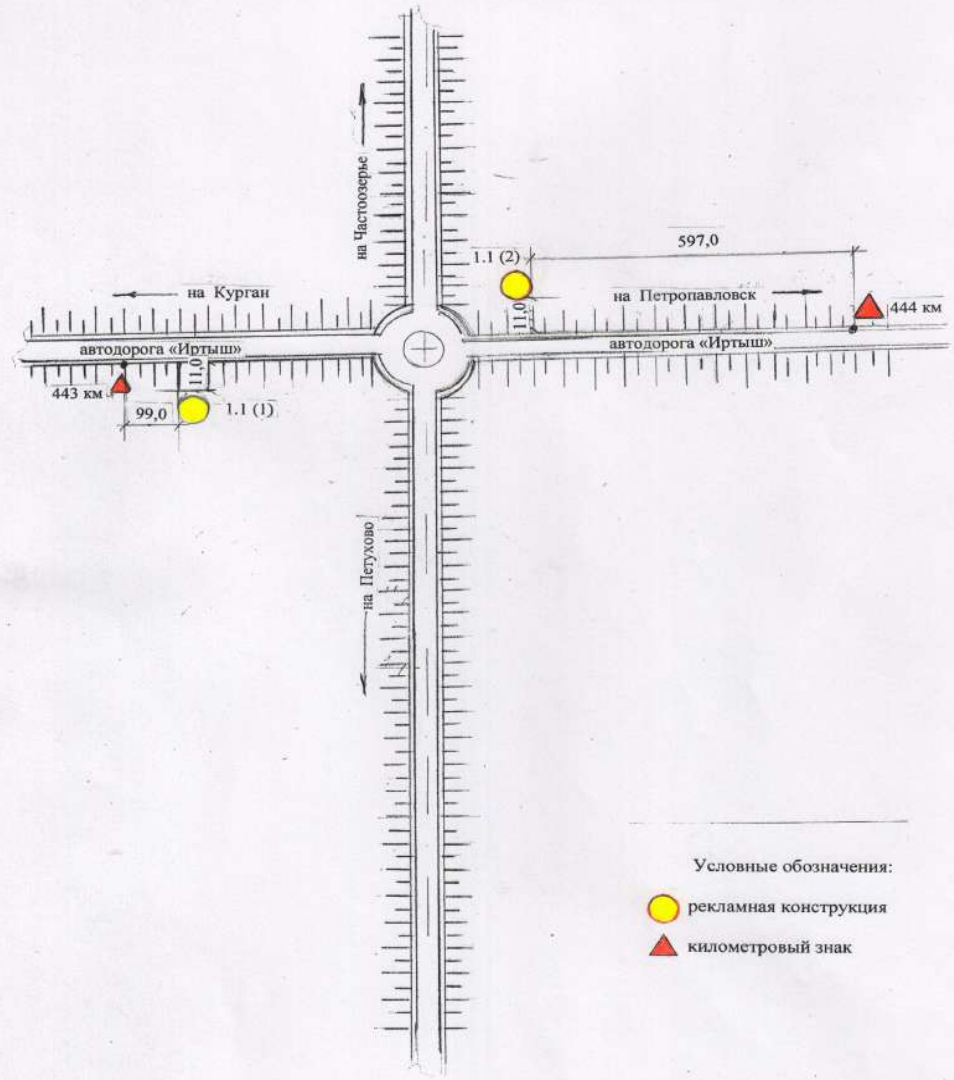 на Частоозерье
597,0
1.1 (2)
на Курган
на Петропавловск
11,0
444 км
автодорога «Иртыш»
автодорога «Иртыш»
11,0
443 км
99,0
1.1 (1)
на Петухово
Условные обозначения:
рекламная конструкция
километровый знак